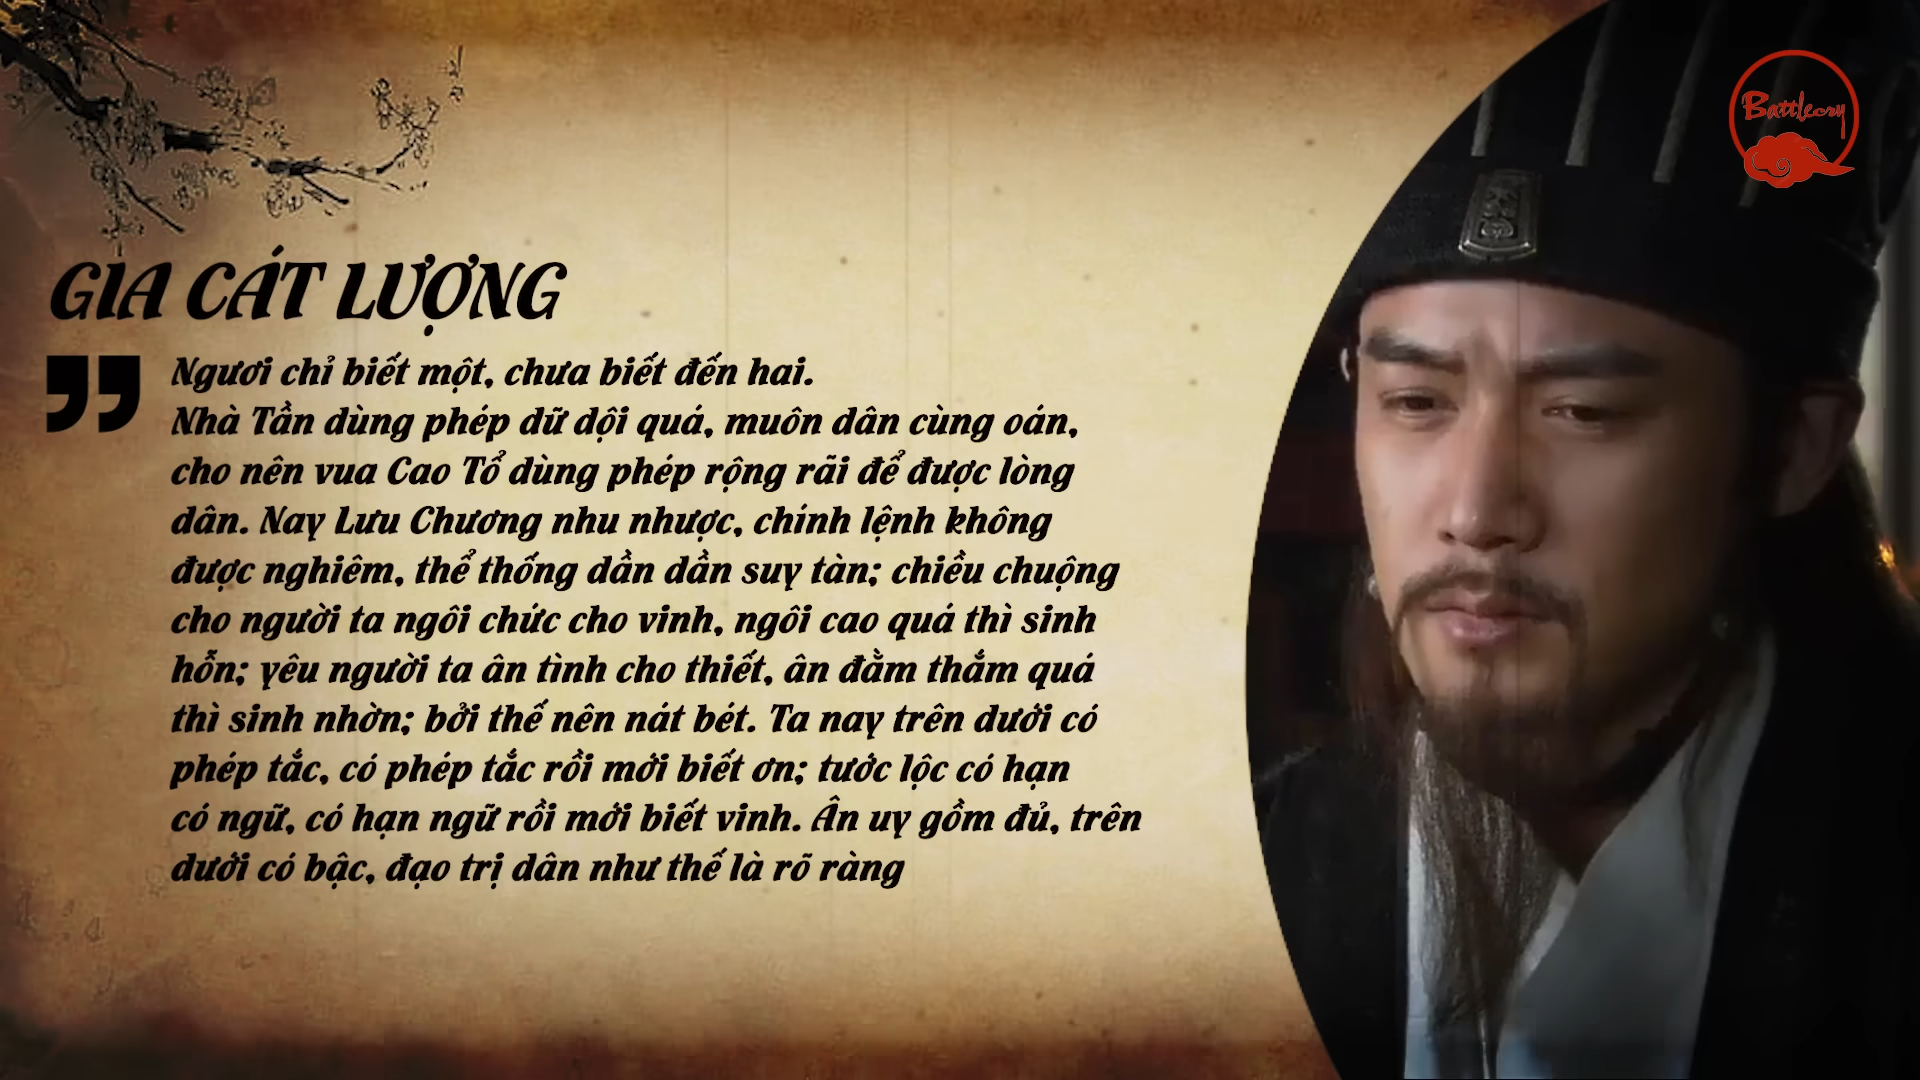 Battlecry
GIA CÁT LƯỢNG
Ngươi chỉ biết một, chưa biết đến hai.
Nhà Tần dùng phép dữ dội quá, muôn dân cùng oán,
cho nên vua Cao Tổ dùng phép rộng rãi để được lòng
dân. Nay Lưu Chương nhu nhược, chính lệnh không
được nghiêm, thể thống dần dần suy tàn; chiều chuộng
cho người ta ngôi chức cho vinh, ngôi cao quá thì sinh
hỗn; yêu người ta ân tình cho thiết, ân đằm thắm quá
thì sinh nhờn; bởi thế nên nát bét. Ta nay trên dưới có
phép tắc, có phép tắc rồi mới biết ơn; tước lộc có hạn
có ngữ, có hạn ngữ rồi mới biết vinh. Ân uy gồm đủ, trên
dưới có bậc, đạo trị dân như thế là rõ ràng